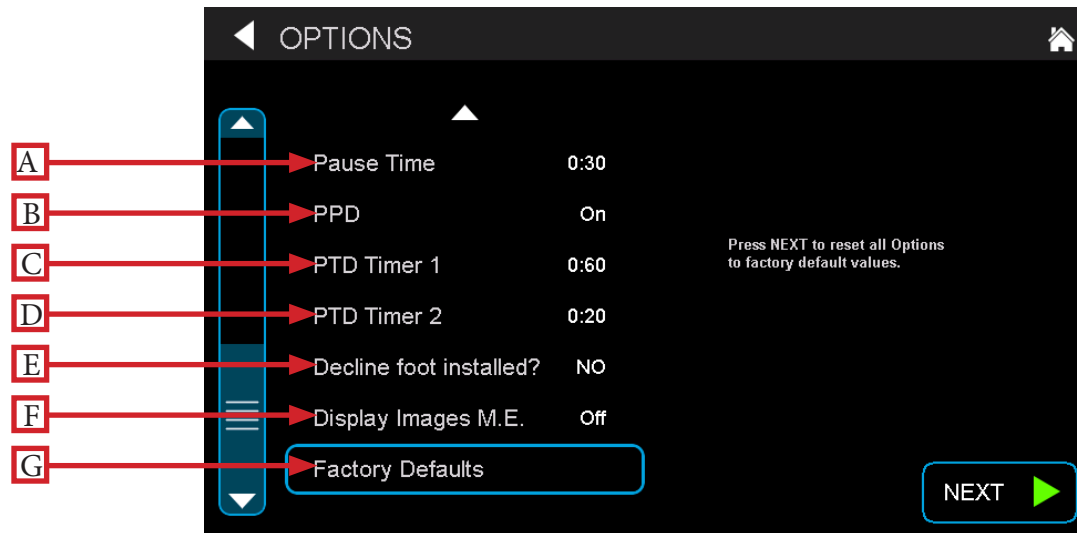 OPTIONS
A Pause Time 0:30
B PPD On
C PTD Timer 1 0:60
D PTD Timer 2 0:20
E Decline foot installed? NO
F Display Images M.E. Off
G Factory Defaults
Press NEXT to reset all Options
to factory default values.
NEXT